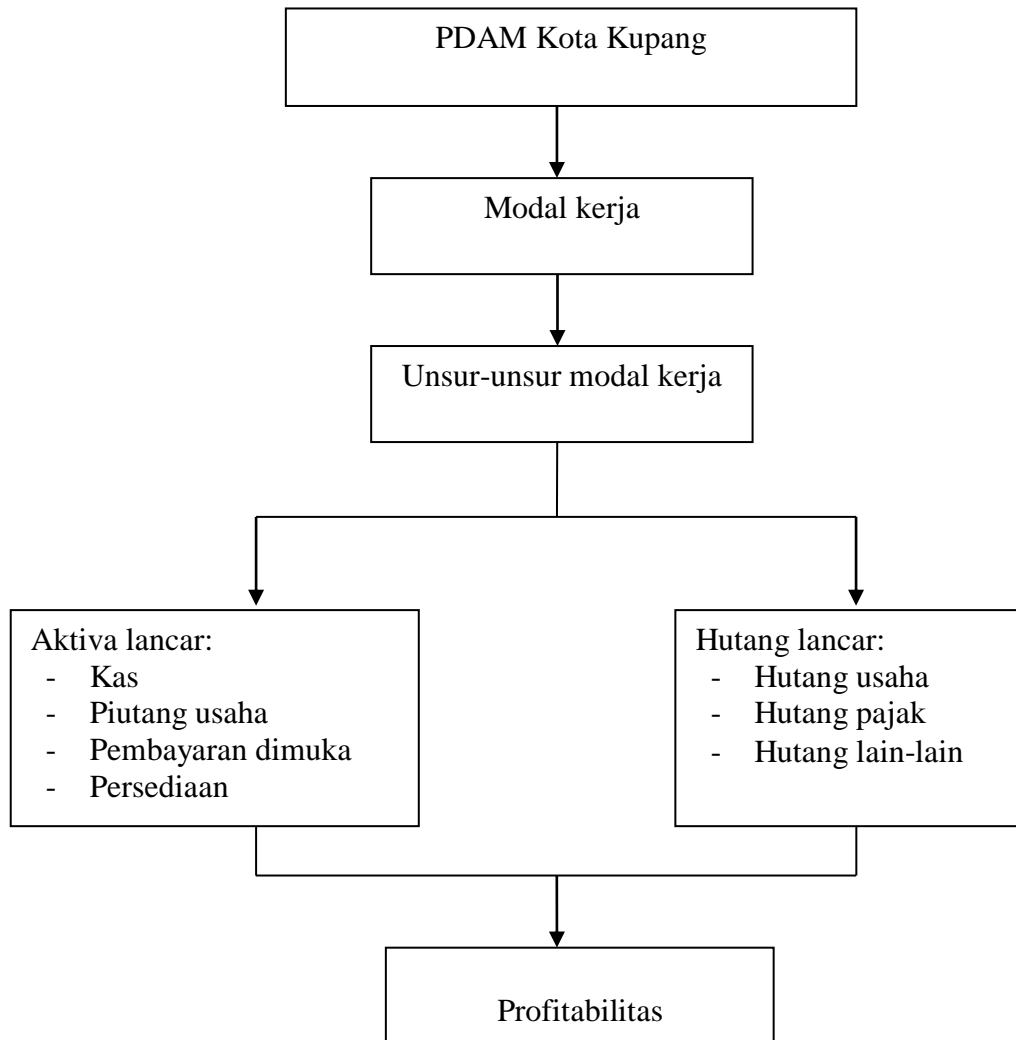 PDAM Kota Kupang
Modal kerja
Unsur-unsur modal kerja
Aktiva lancar:
- Kas
- Piutang usaha
- Pembayaran dimuka
- Persediaan
Hutang lancar:
- Hutang usaha
- Hutang pajak
- Hutang lain-lain
Profitabilitas